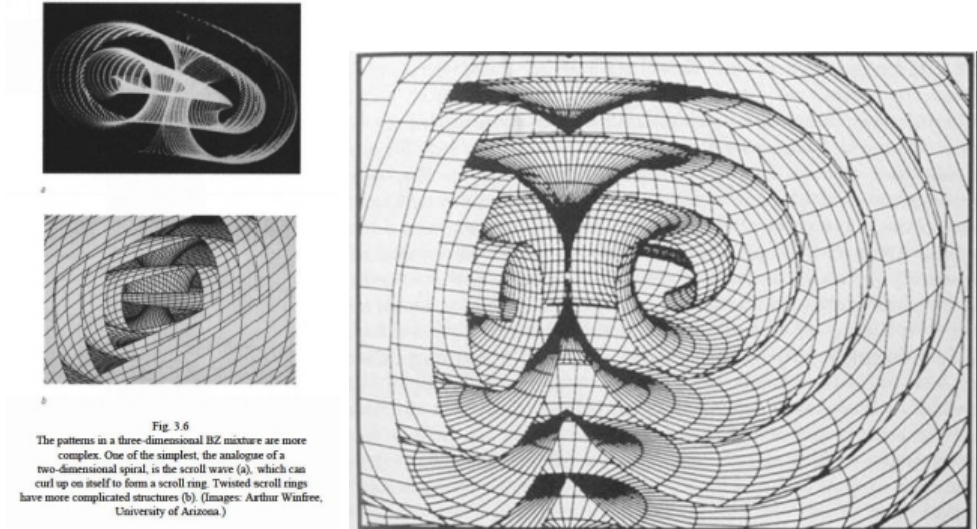 a
b
Fig. 3.6
The patterns in a three-dimensional BZ mixture are more
complex. One of the simplest, the analogue of a
two-dimensional spiral, is the scroll wave (a), which can
curl up on itself to form a scroll ring. Twisted scroll rings
have more complicated structures (b). (Images: Arthur Winfree,
University of Arizona.)